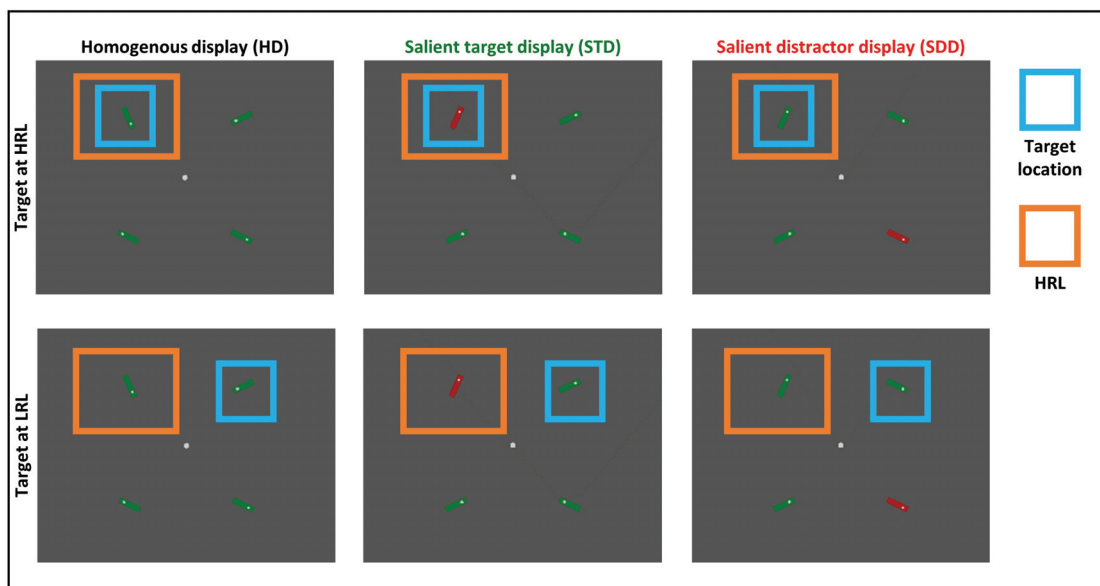 Homogenous display (HD)
Salient target display (STD)
Salient distractor display (SDD)
Target at HRL
Target
location
HRL
Target at LRL